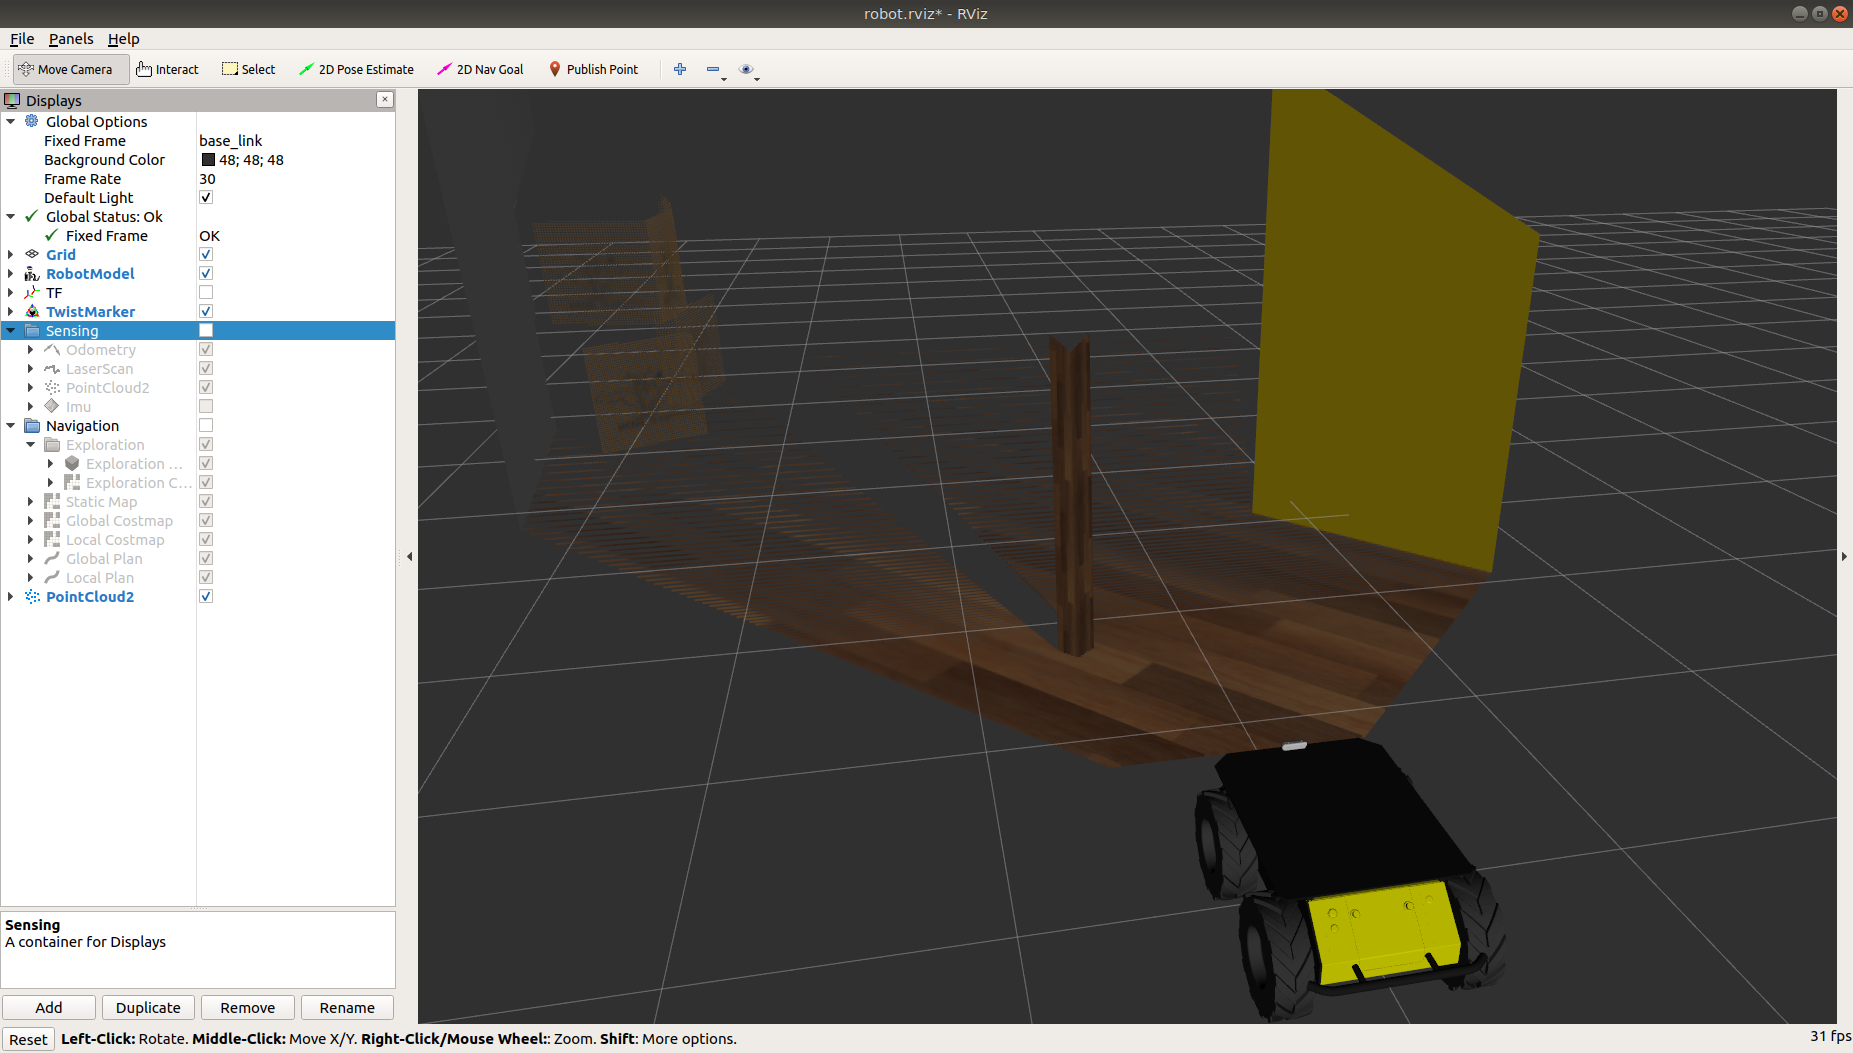 robot.rviz* - RViz
File Panels Help
Move Camera Interact Select 2D Pose Estimate 2D Nav Goal Publish Point
Displays
Global Options
Fixed Frame base_link
Background Color 48; 48; 48
Frame Rate 30
Default Light
Global Status: Ok
Fixed Frame OK
Grid
RobotModel
TF
TwistMarker
Sensing
Odometry
LaserScan
PointCloud2
Imu
Navigation
Exploration
Exploration ...
Exploration C...
Static Map
Global Costmap
Local Costmap
Global Plan
Local Plan
PointCloud2
Sensing
A container for Displays
Add Duplicate Remove Rename
Reset Left-Click: Rotate. Middle-Click: Move X/Y. Right-Click/Mouse Wheel:: Zoom. Shift: More options. 31 fps